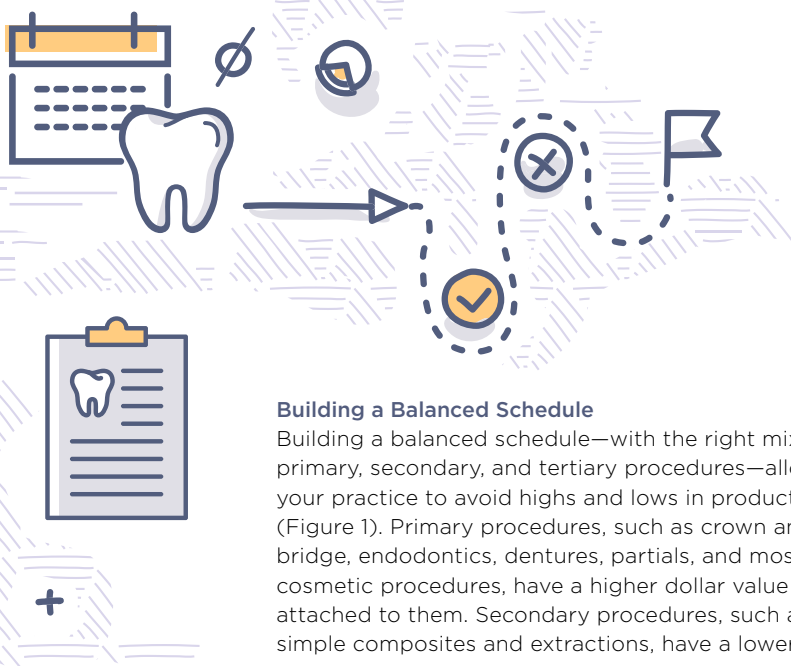 Building a Balanced Schedule
Building a balanced schedule—with the right mix
primary, secondary, and tertiary procedures—allo
your practice to avoid highs and lows in product
(Figure 1). Primary procedures, such as crown an
bridge, endodontics, dentures, partials, and mos
cosmetic procedures, have a higher dollar value
attached to them. Secondary procedures, such a
simple composites and extractions, have a lower